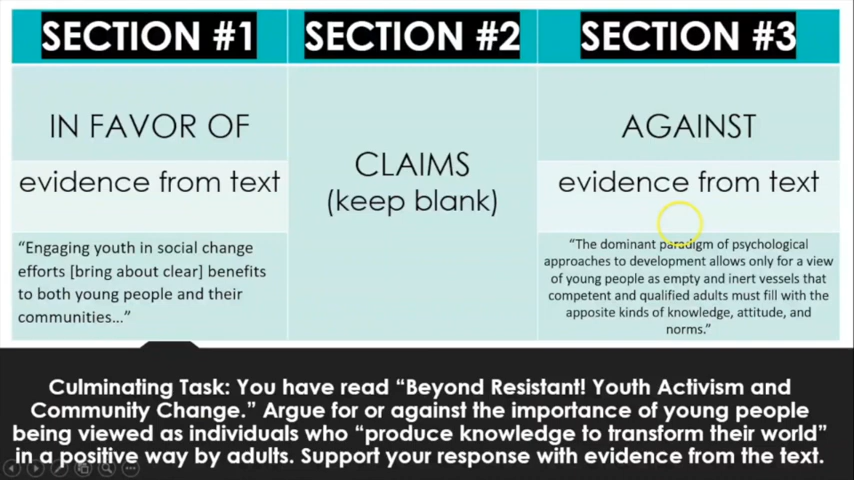 SECTION #1
SECTION #2
SECTION #3
IN FAVOR OF
evidence from text
“Engaging youth in social change
efforts [bring about clear] benefits
to both young people and their
communities…”
CLAIMS
(keep blank)
AGAINST
evidence from text
“The dominant paradigm of psychological
approaches to development allows only for a view
of young people as empty and inert vessels that
competent and qualified adults must fill with the
apposite kinds of knowledge, attitude, and
norms.”
Culminating Task: You have read “Beyond Resistant! Youth Activism and
Community Change.” Argue for or against the importance of young people
being viewed as individuals who “produce knowledge to transform their world”
in a positive way by adults. Support your response with evidence from the text.